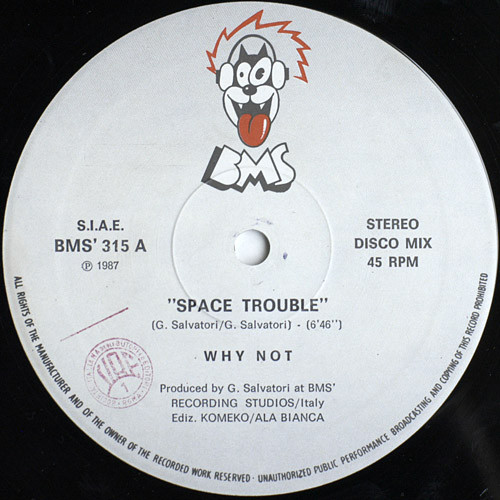 BMS
S.I.A.E.
BMS' 315 A
Ⓟ 1987
STEREO
DISCO MIX
45 RPM
"SPACE TROUBLE"
(G. Salvatori/G. Salvatori) - (6'46'')
WHY NOT
Produced by G. Salvatori at BMS'
RECORDING STUDIOS/Italy
Ediz. KOMEKO/ALA BIANCA
ALL RIGHTS OF THE MANUFACTURER AND OF THE OWNER OF THE RECORDED WORK RESERVED · UNAUTHORIZED PUBLIC PERFORMANCE BROADCASTING AND COPYING OF THIS RECORD PROHIBITED